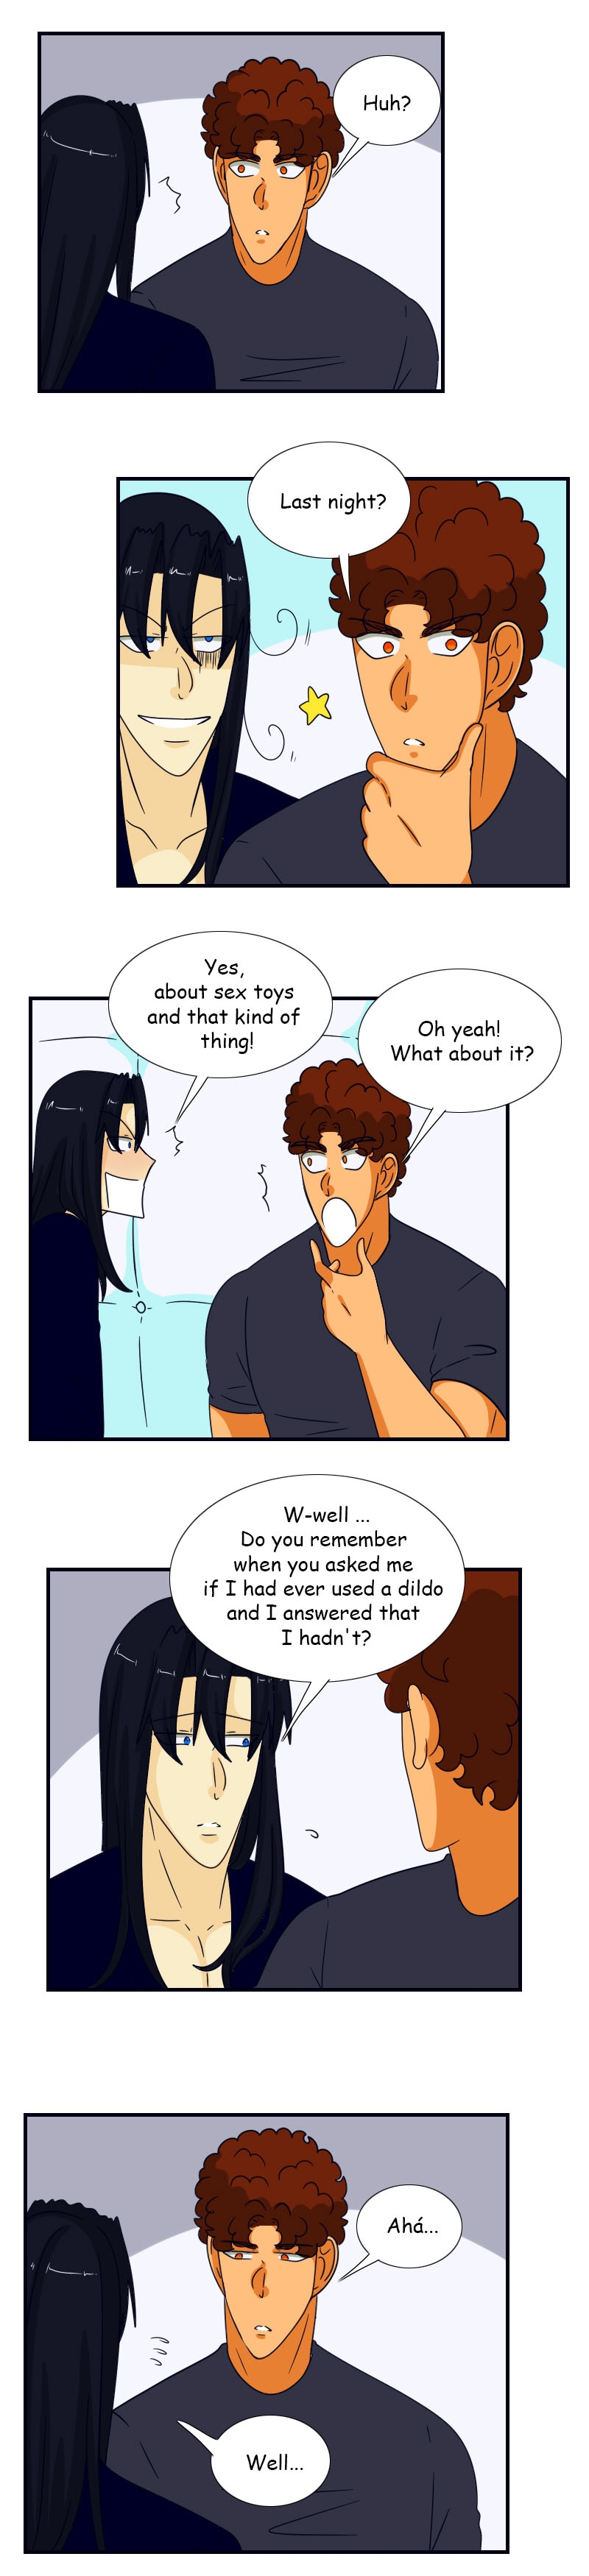 Huh?
Last night?
Yes,
about sex toys
and that kind of
thing!
Oh yeah!
What about it?
W-well ...
Do you remember
when you asked me
if I had ever used a dildo
and I answered that
I hadn't?
Ahá...
Well...